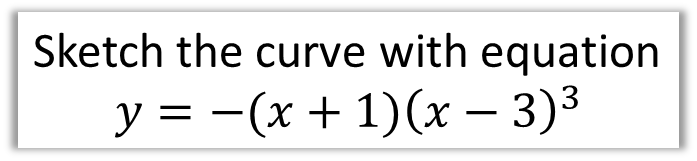 Sketch the curve with equation
y = −(x + 1)(x − 3)³